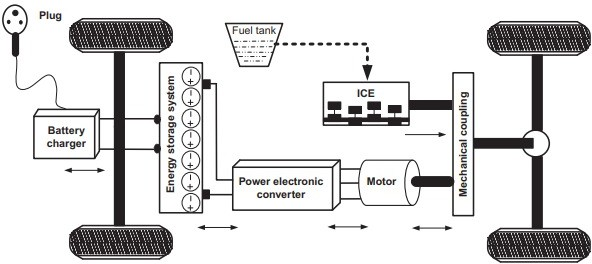 Plug
Fuel tank
ICE
Battery
charger
Energy storage system
Power electronic
converter
Motor
Mechanical coupling